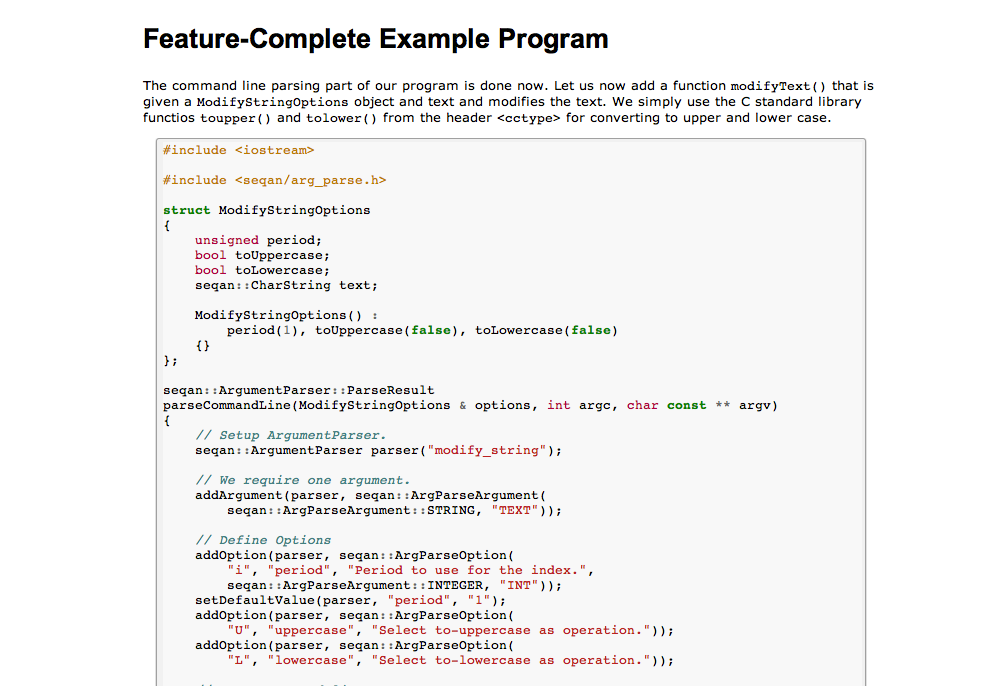 Feature-Complete Example Program
The command line parsing part of our program is done now. Let us now add a function modifyText() that is
given a ModifyStringOptions object and text and modifies the text. We simply use the C standard library
functios toupper() and tolower() from the header <cctype> for converting to upper and lower case.
#include <iostream>
#include <seqan/arg_parse.h>
struct ModifyStringOptions
{
    unsigned period;
    bool toUppercase;
    bool toLowercase;
    seqan::CharString text;
    ModifyStringOptions() :
        period(1), toUppercase(false), toLowercase(false)
    {}
};
seqan::ArgumentParser::ParseResult
parseCommandLine(ModifyStringOptions & options, int argc, char const ** argv)
{
    // Setup ArgumentParser.
    seqan::ArgumentParser parser("modify_string");
    // We require one argument.
    addArgument(parser, seqan::ArgParseArgument(
        seqan::ArgParseArgument::STRING, "TEXT"));
    // Define Options
    addOption(parser, seqan::ArgParseOption(
        "i", "period", "Period to use for the index.",
        seqan::ArgParseArgument::INTEGER, "INT"));
    setDefaultValue(parser, "period", "1");
    addOption(parser, seqan::ArgParseOption(
        "U", "uppercase", "Select to-uppercase as operation."));
    addOption(parser, seqan::ArgParseOption(
        "L", "lowercase", "Select to-lowercase as operation."));